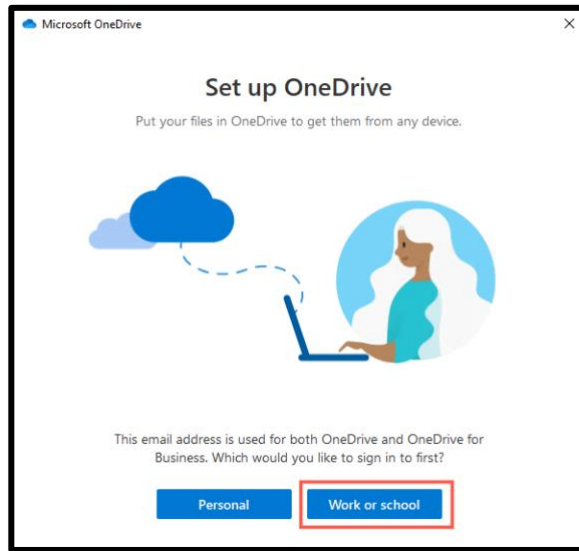 Microsoft OneDrive
Set up OneDrive
Put your files in OneDrive to get them from any device.
This email address is used for both OneDrive and OneDrive for
Business. Which would you like to sign in to first?
Personal
Work or school